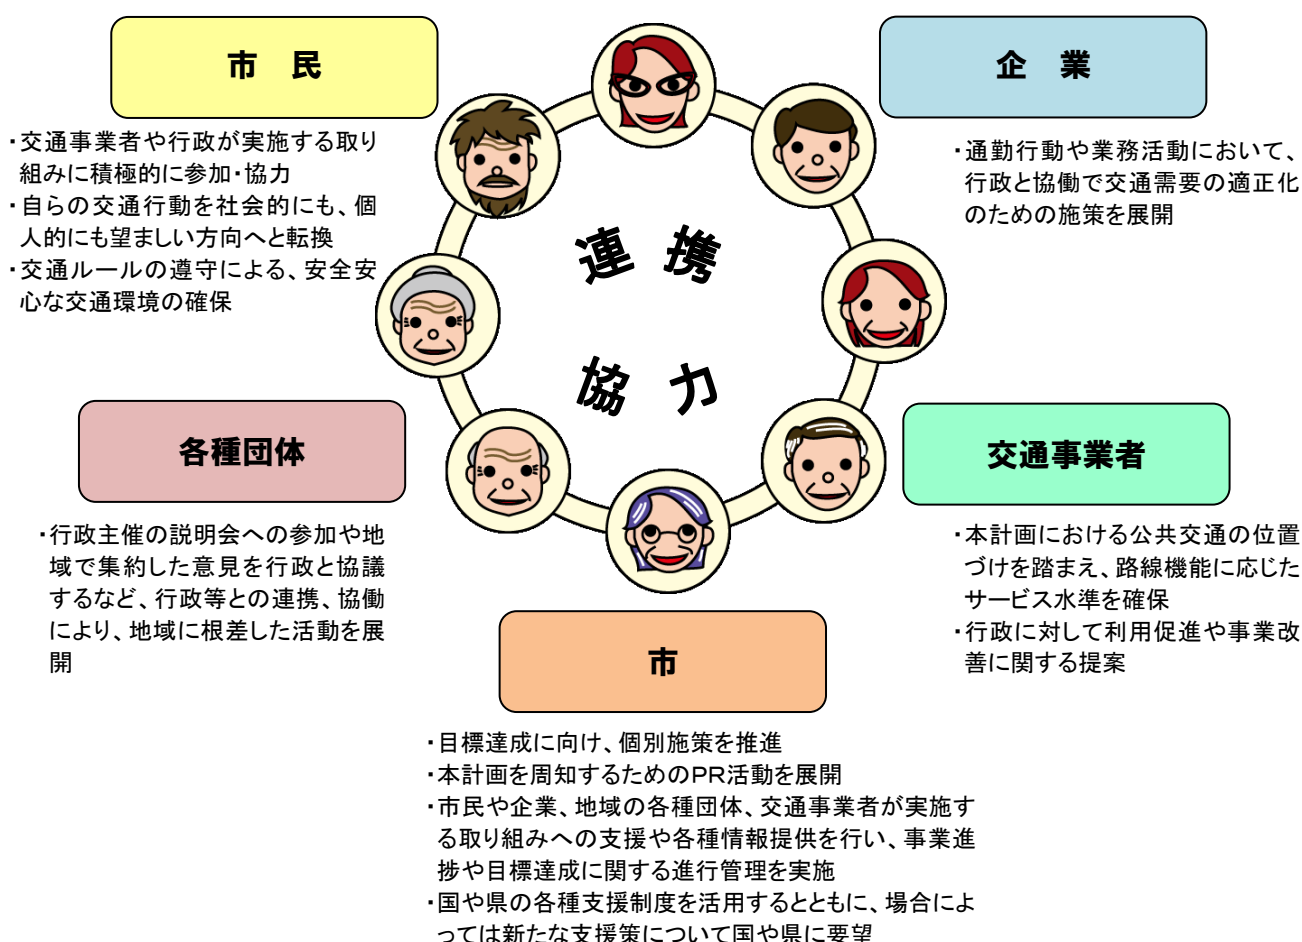 市　民
・交通事業者や行政が実施する取り
組みに積極的に参加・協力
・自らの交通行動を社会的にも、個
人的にも望ましい方向へと転換
・交通ルールの遵守による、安全安
心な交通環境の確保
企　業
・通勤行動や業務活動において、
行政と協働で交通需要の適正化
のための施策を展開
連 携
協 力
各種団体
・行政主催の説明会への参加や地
域で集約した意見を行政と協議
するなど、行政等との連携、協働
により、地域に根差した活動を展
開
交通事業者
・本計画における公共交通の位置
づけを踏まえ、路線機能に応じた
サービス水準を確保
・行政に対して利用促進や事業改
善に関する提案
市
・目標達成に向け、個別施策を推進
・本計画を周知するためのPR活動を展開
・市民や企業、地域の各種団体、交通事業者が実施す
る取り組みへの支援や各種情報提供を行い、事業進
捗や目標達成に関する進行管理を実施
・国や県の各種支援制度を活用するとともに、場合によ
っては新たな支援策について国や県に要望